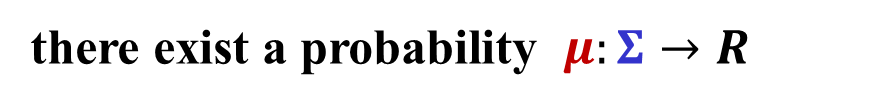 there exist a probability μ: Σ → R